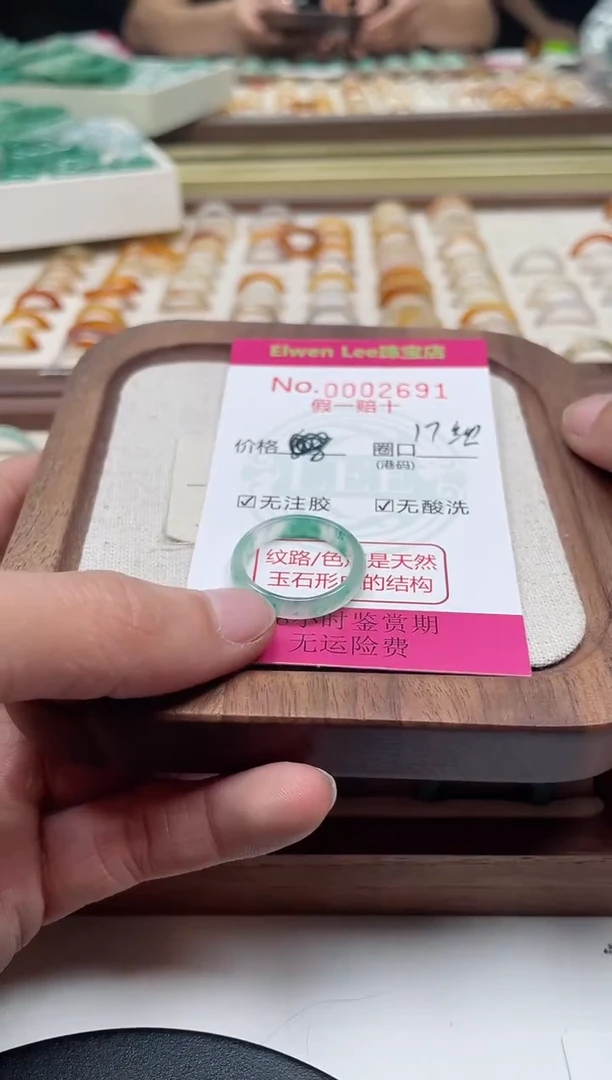 Elwen Lee珠宝店
No.0002691
假一赔十
价格 圈口 17
(港码)
☑无注胶 ☑无酸洗
纹路/色 是天然
玉石形 的结构
小时鉴赏期
无运险费